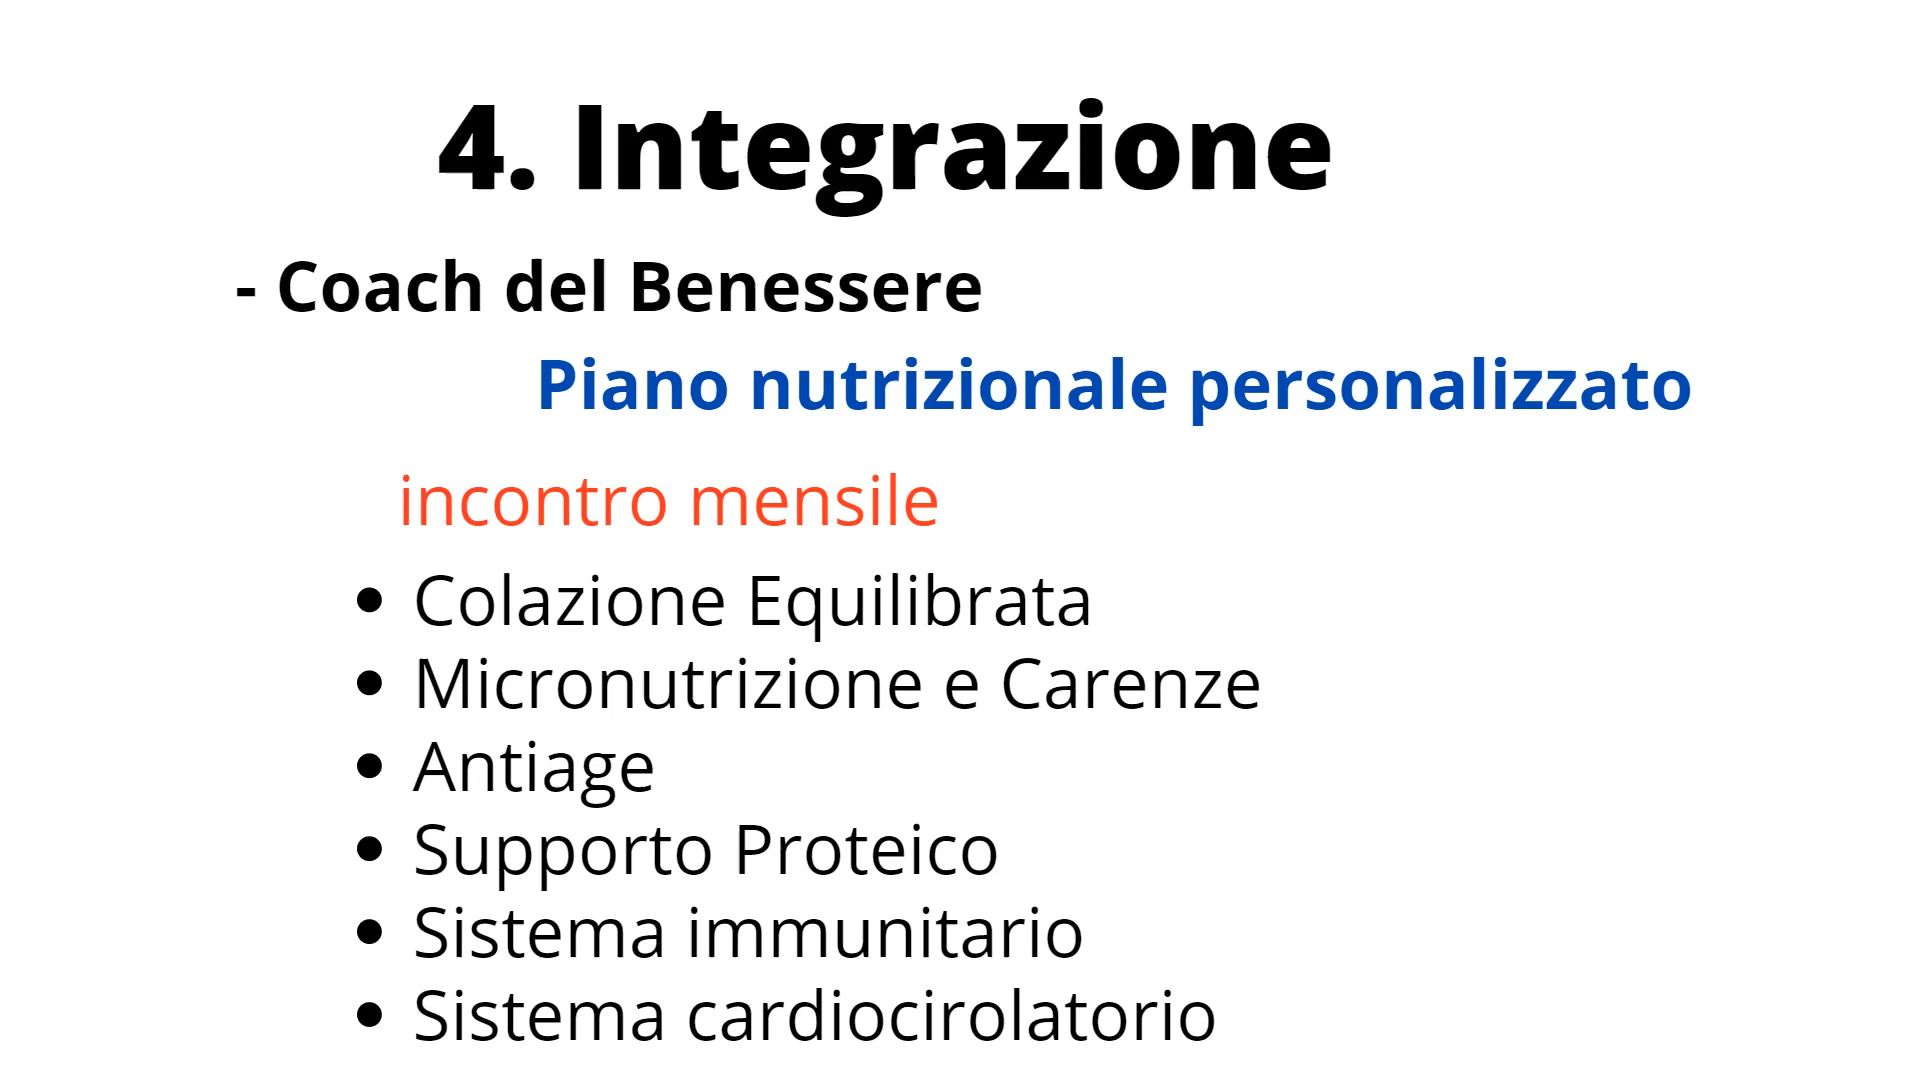 4. Integrazione
- Coach del Benessere
Piano nutrizionale personalizzato
incontro mensile
• Colazione Equilibrata
• Micronutrizione e Carenze
• Antiage
• Supporto Proteico
• Sistema immunitario
• Sistema cardiocirolatorio